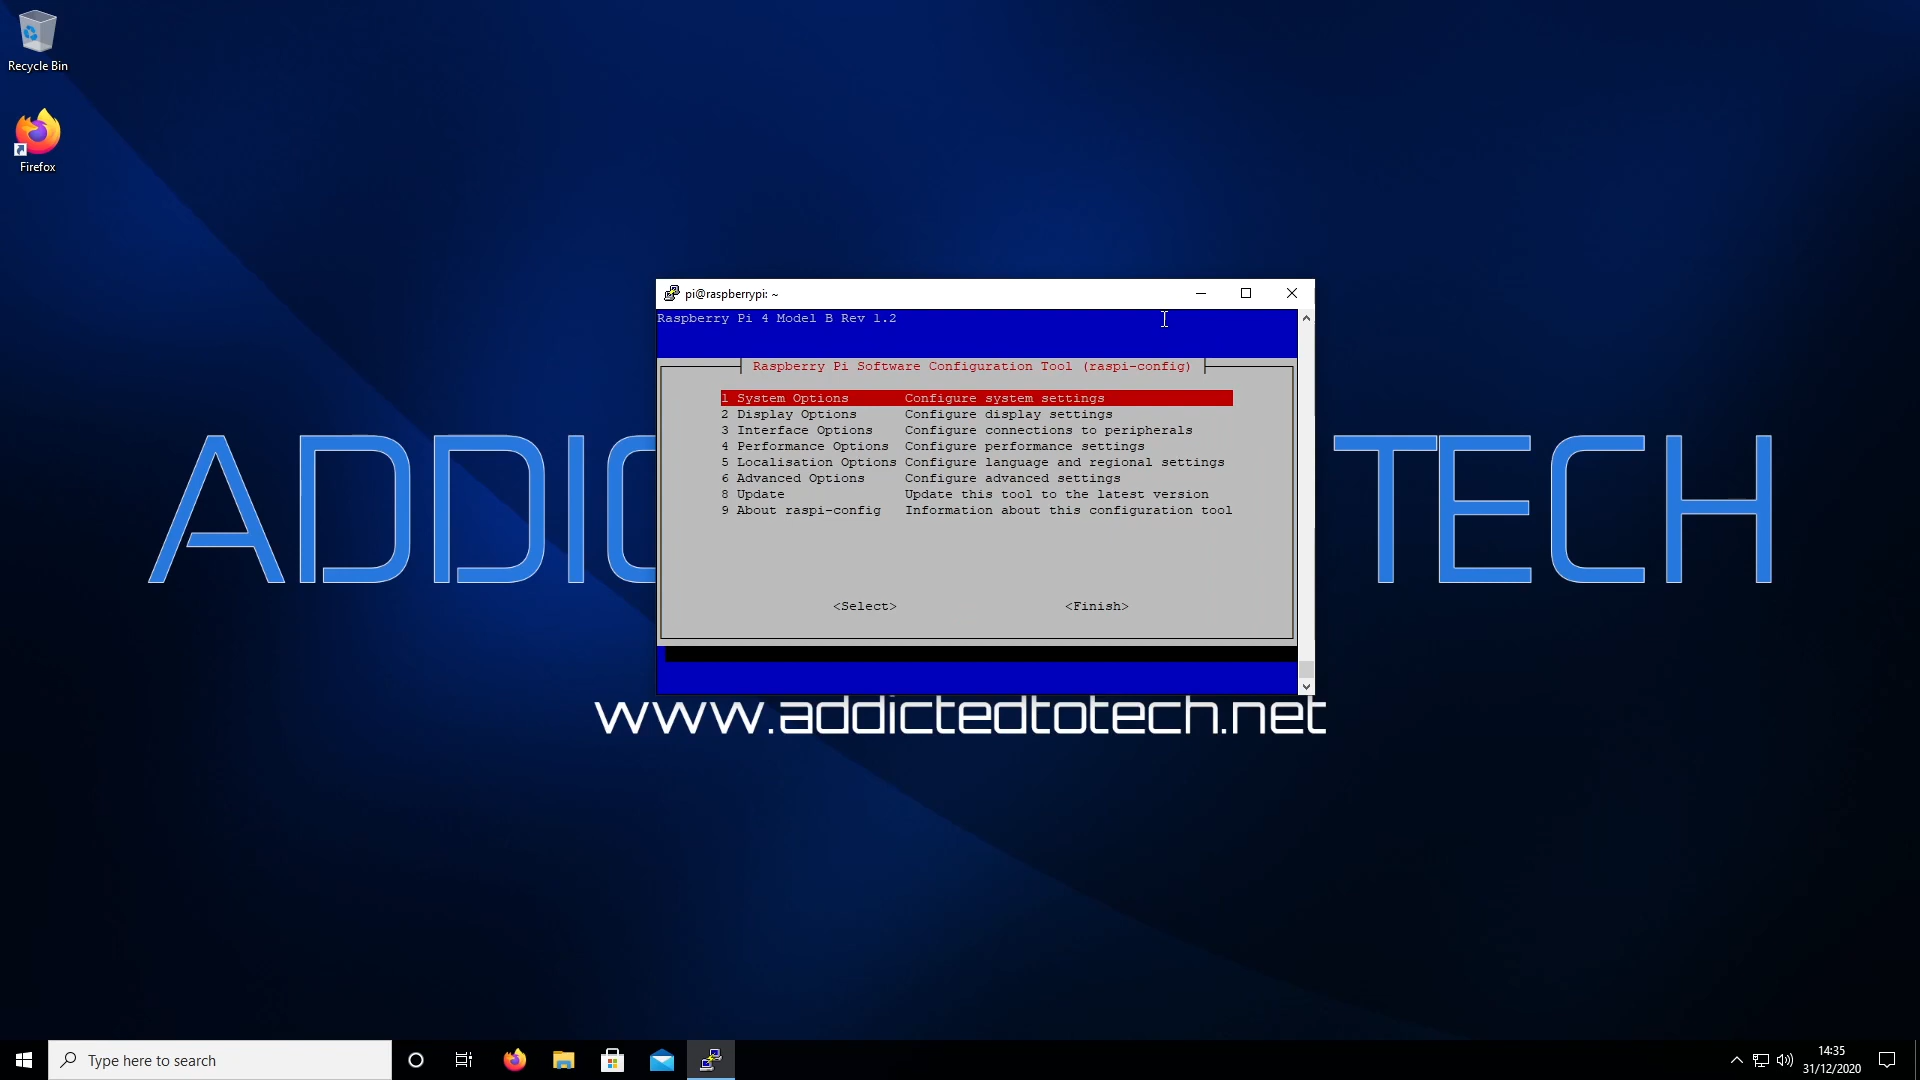 Recycle Bin
Firefox
pi@raspberrypi: ~
Raspberry Pi 4 Model B Rev 1.2
Raspberry Pi Software Configuration Tool (raspi-config)
1 System Options Configure system settings
2 Display Options Configure display settings
3 Interface Options Configure connections to peripherals
4 Performance Options Configure performance settings
5 Localisation Options Configure language and regional settings
6 Advanced Options Configure advanced settings
8 Update Update this tool to the latest version
9 About raspi-config Information about this configuration tool
<Select> <Finish>
ADDIC TECH
www.addictedtotech.net
Type here to search
14:35
31/12/2020